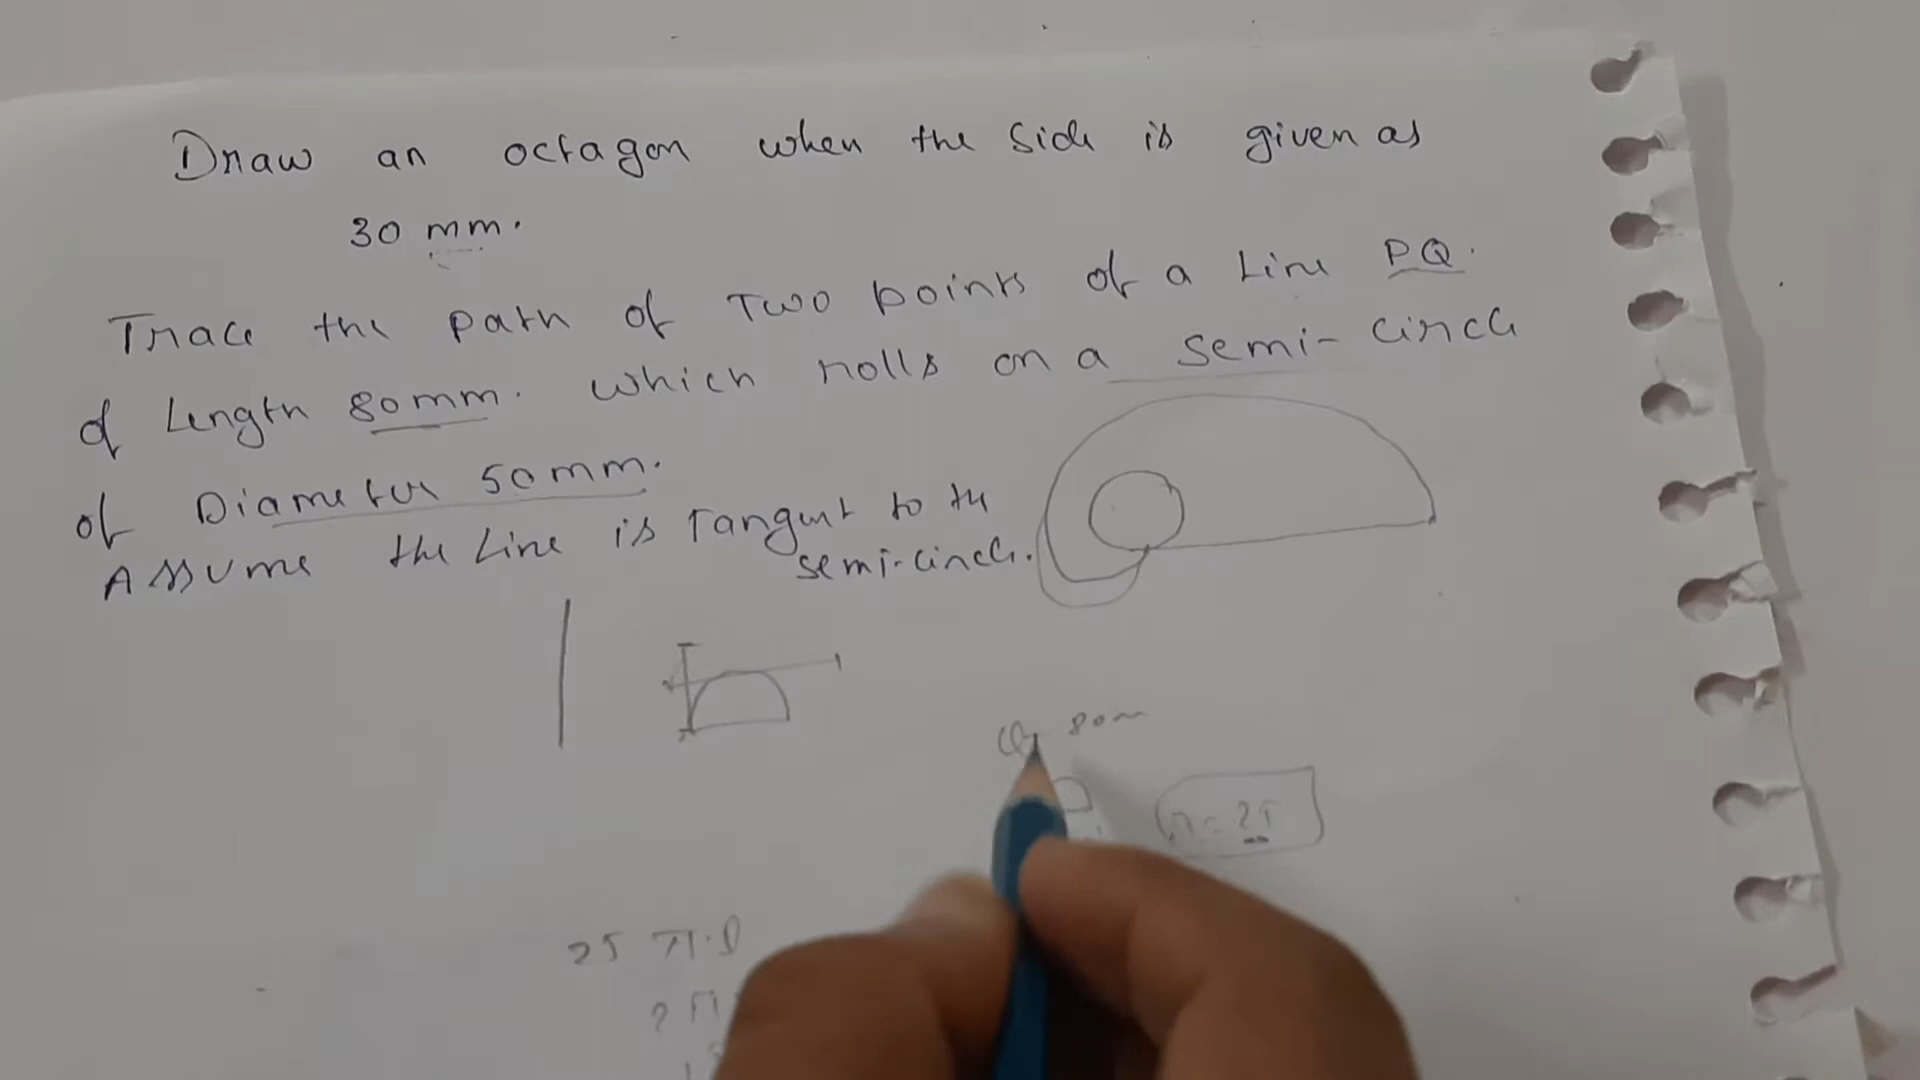 Draw an octagon when the side is given as
30 mm.
Trace the path of Two points of a Line PQ.
of Length 80mm. which rolls on a semi-circle
of Diameter 50mm.
Assume the Line is Tangent to the
semi-circle.
80m
r = 25
25 π·D